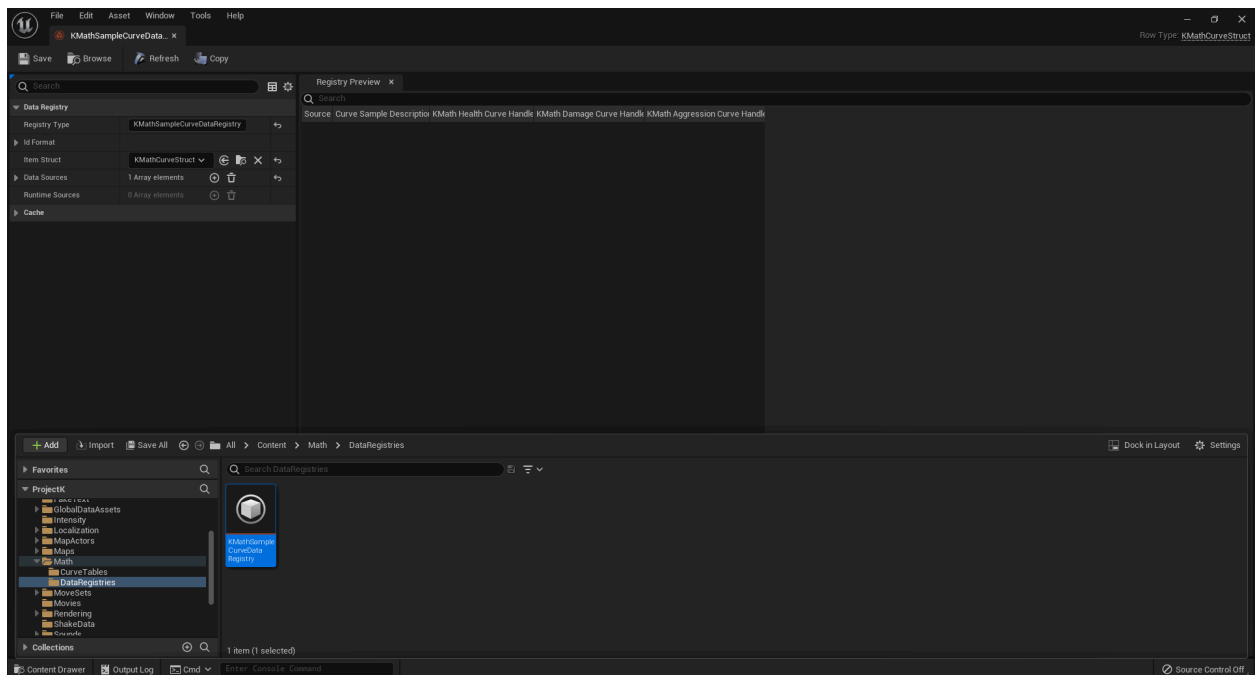 File Edit Asset Window Tools Help
KMathSampleCurveData...
Row Type: KMathCurveStruct
Save Browse Refresh Copy
Search
Data Registry
Registry Type KMathSampleCurveDataRegistry
Id Format
Item Struct KMathCurveStruct
Data Sources 1 Array elements
Runtime Sources 0 Array elements
Cache
Registry Preview
Search
Source Curve Sample Description KMath Health Curve Handle KMath Damage Curve Handle KMath Aggression Curve Handle
Add Import Save All All > Content > Math > DataRegistries Dock in Layout Settings
Favorites
ProjectK
FakeText
GlobalDataAssets
Intensity
Localization
MapActors
Maps
Math
CurveTables
DataRegistries
MoveSets
Movies
Rendering
ShakeData
Sounds
Collections
Search DataRegistries
KMathSample
CurveData
Registry
1 item (1 selected)
Content Drawer Output Log Cmd Enter Console Command Source Control Off